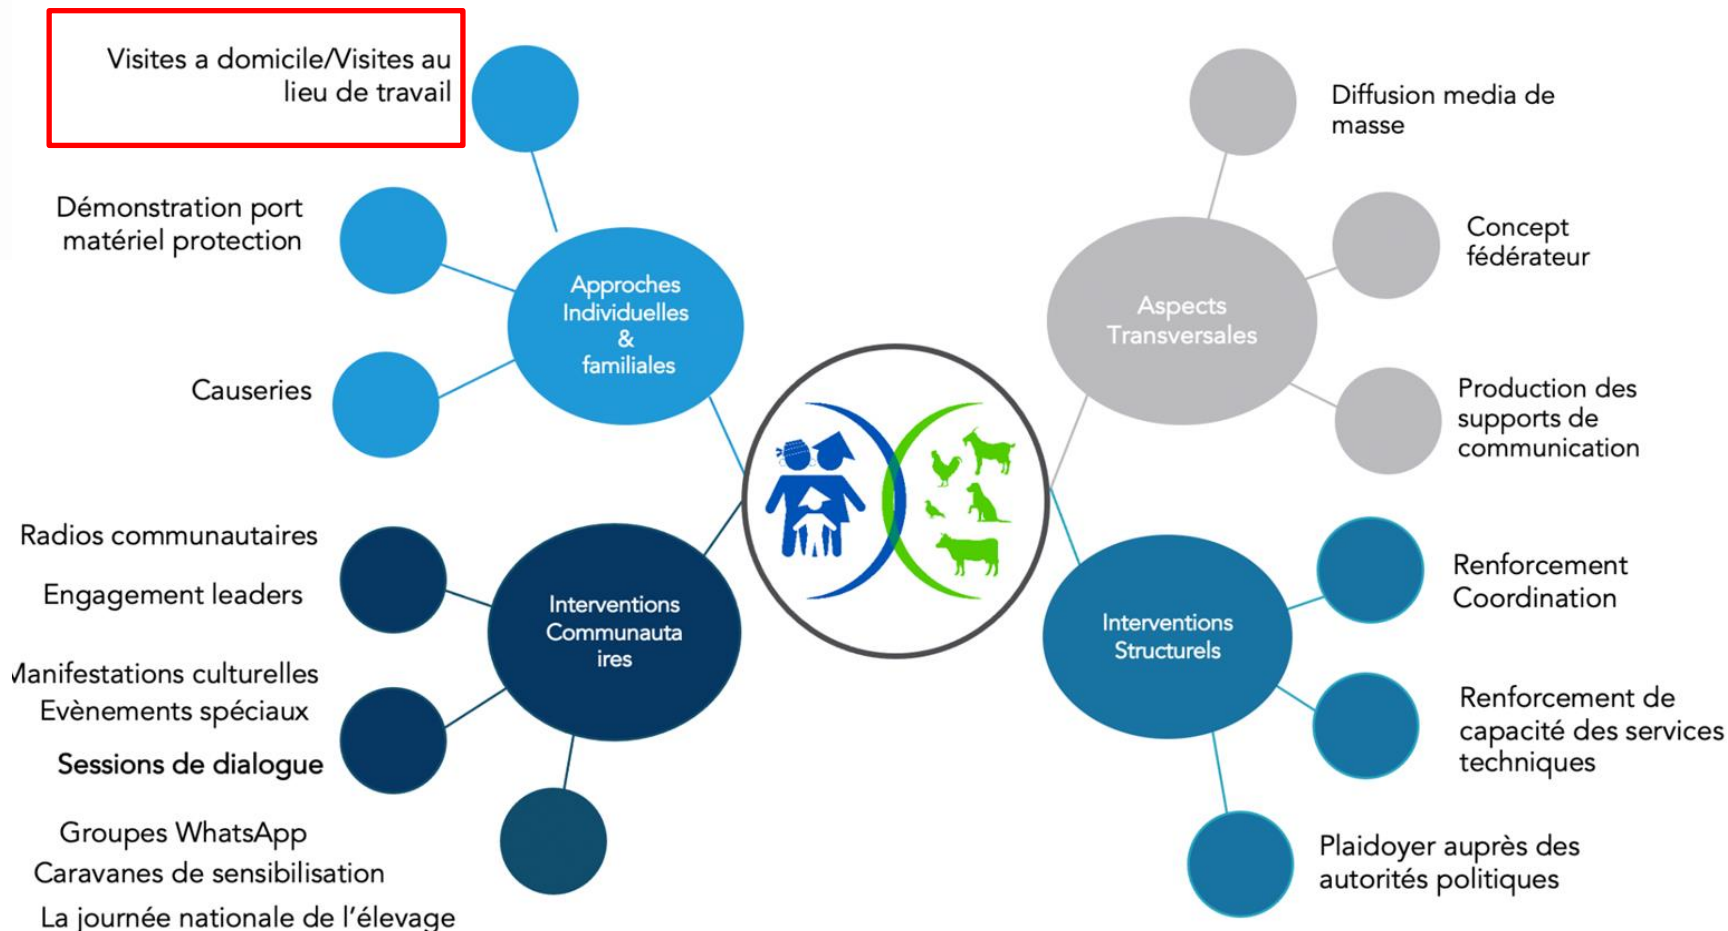 Visites a domicile/Visites au
lieu de travail
Démonstration port
matériel protection
Causeries
Approches
Individuelles
&
familiales
Radios communautaires
Engagement leaders
Manifestations culturelles
Evènements spéciaux
Sessions de dialogue
Groupes WhatsApp
Caravanes de sensibilisation
La journée nationale de l'élevage
Interventions
Communauta
ires
Diffusion media de
masse
Concept
fédérateur
Production des
supports de
communication
Aspects
Transversales
Renforcement
Coordination
Renforcement de
capacité des services
techniques
Plaidoyer auprès des
autorités politiques
Interventions
Structurels